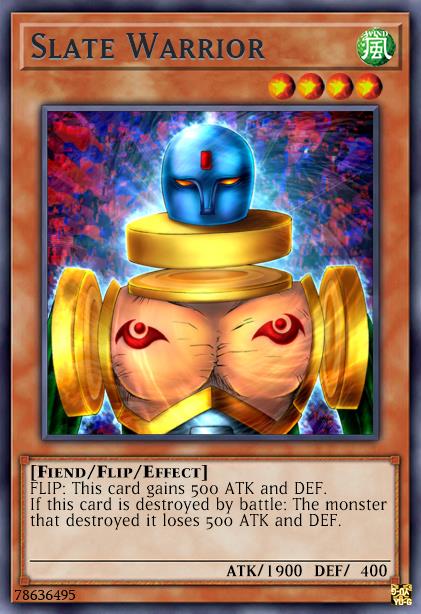 SLATE WARRIOR
WIND
風
[FIEND/FLIP/EFFECT]
FLIP: This card gains 500 ATK and DEF.
If this card is destroyed by battle: The monster
that destroyed it loses 500 ATK and DEF.
ATK/1900 DEF/ 400
78636495